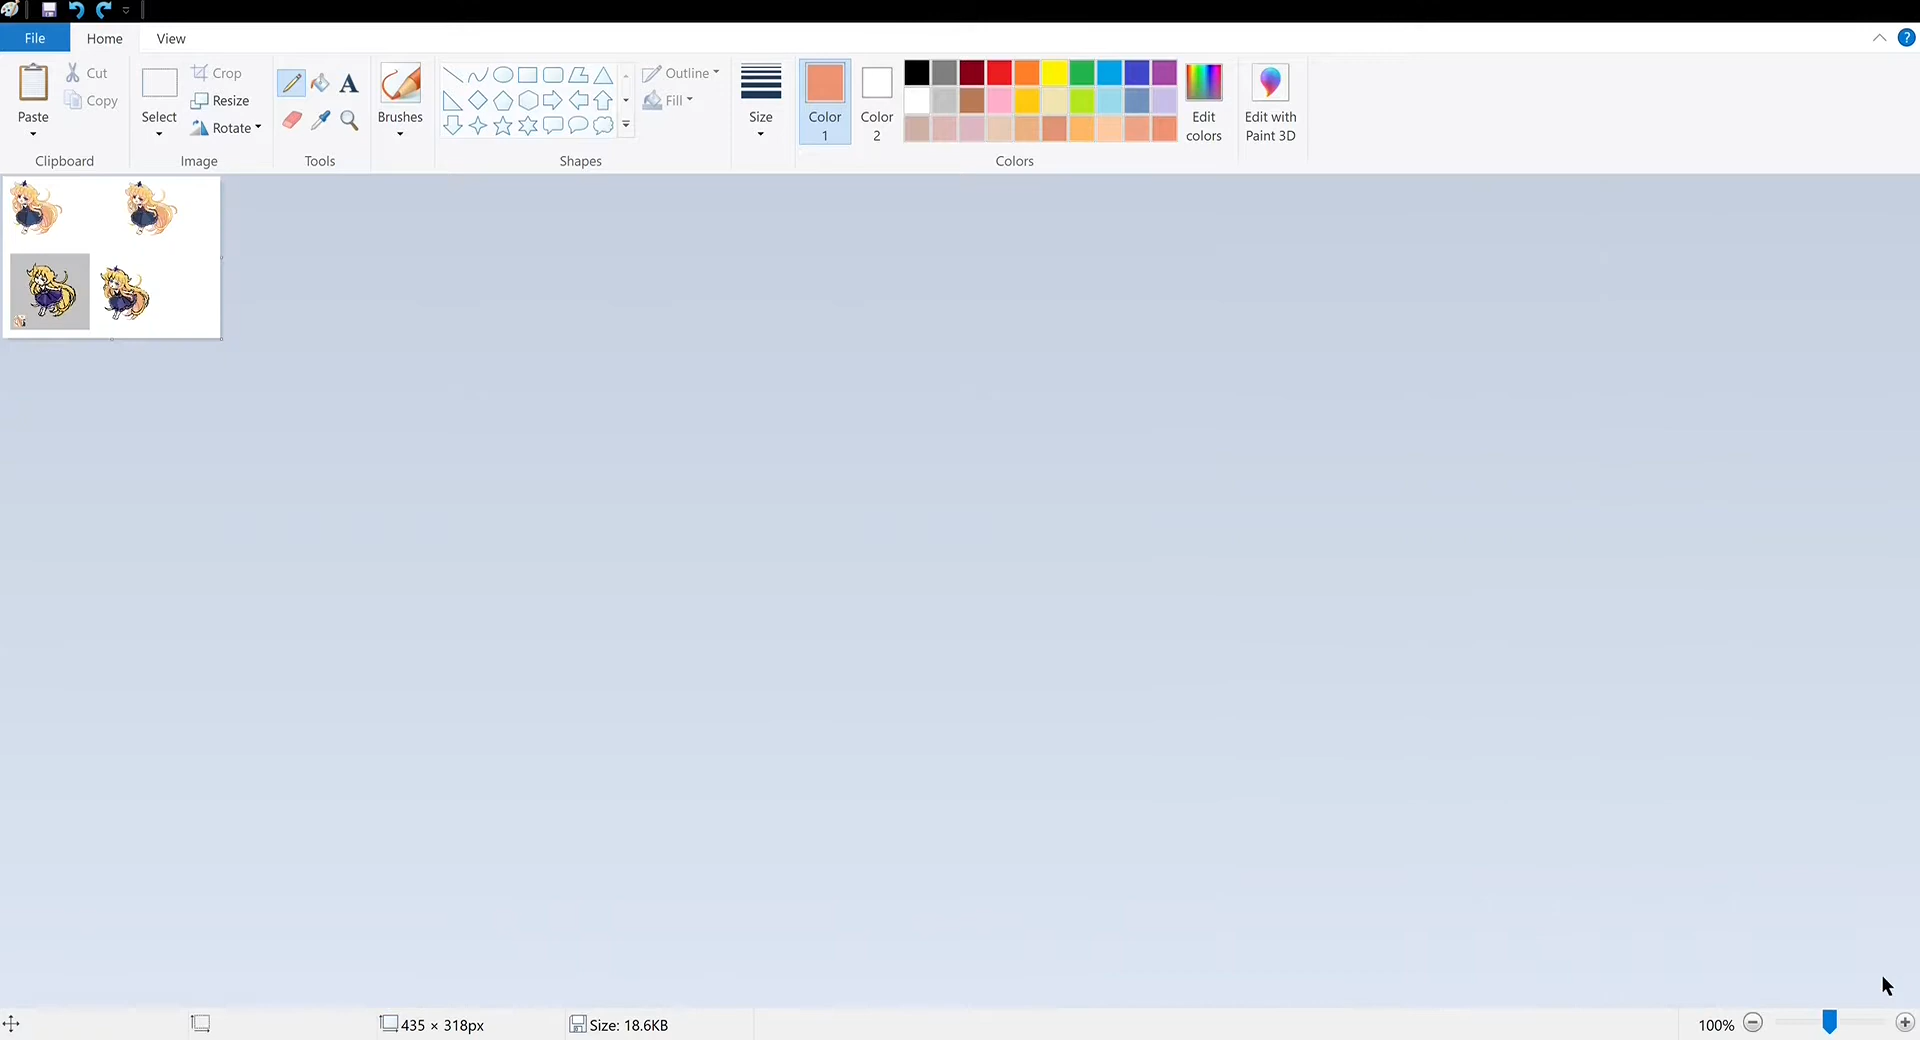 File Home View
Paste Cut Copy
Select Crop Resize Rotate
A
Brushes
Outline
Fill
Size
Color 1
Color 2
Edit colors
Edit with Paint 3D
?
Clipboard Image Tools Shapes Colors
435 × 318px Size: 18.6KB 100%